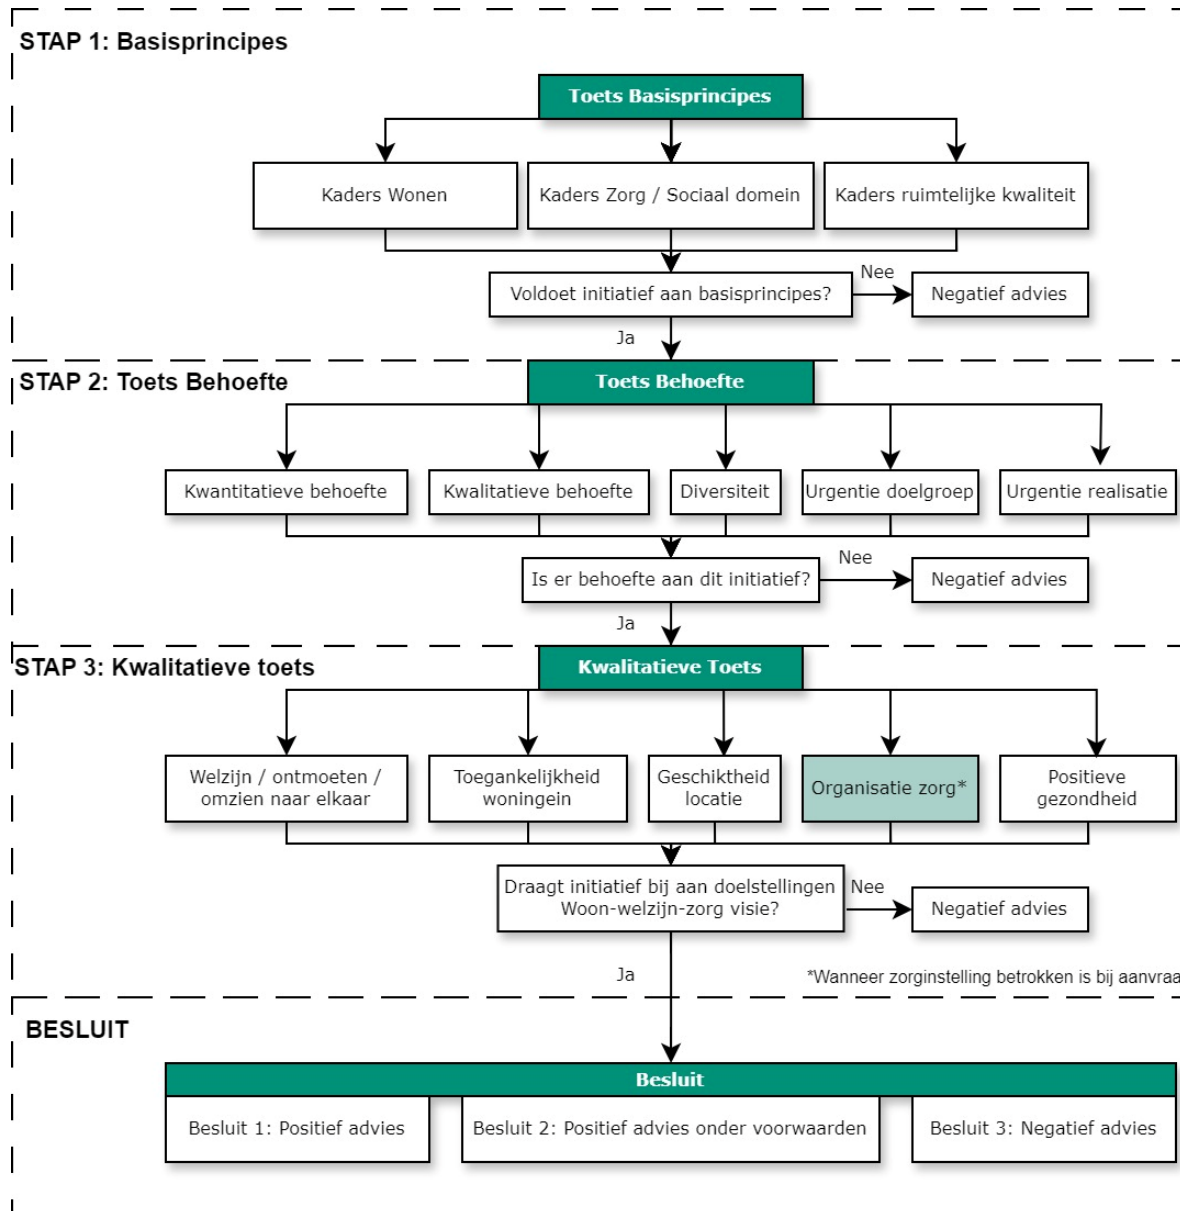 STAP 1: Basisprincipes
Toets Basisprincipes
Kaders Wonen
Kaders Zorg / Sociaal domein
Kaders ruimtelijke kwaliteit
Voldoet initiatief aan basisprincipes?
Nee
Negatief advies
Ja
STAP 2: Toets Behoefte
Toets Behoefte
Kwantitatieve behoefte
Kwalitatieve behoefte
Diversiteit
Urgentie doelgroep
Urgentie realisatie
Is er behoefte aan dit initiatief?
Nee
Negatief advies
Ja
STAP 3: Kwalitatieve toets
Kwalitatieve Toets
Welzijn / ontmoeten /
omzien naar elkaar
Toegankelijkheid
woningein
Geschiktheid
locatie
Organisatie zorg*
Positieve
gezondheid
Draagt initiatief bij aan doelstellingen
Woon-welzijn-zorg visie?
Nee
Negatief advies
Ja
*Wanneer zorginstelling betrokken is bij aanvraa
BESLUIT
Besluit
Besluit 1: Positief advies
Besluit 2: Positief advies onder voorwaarden
Besluit 3: Negatief advies